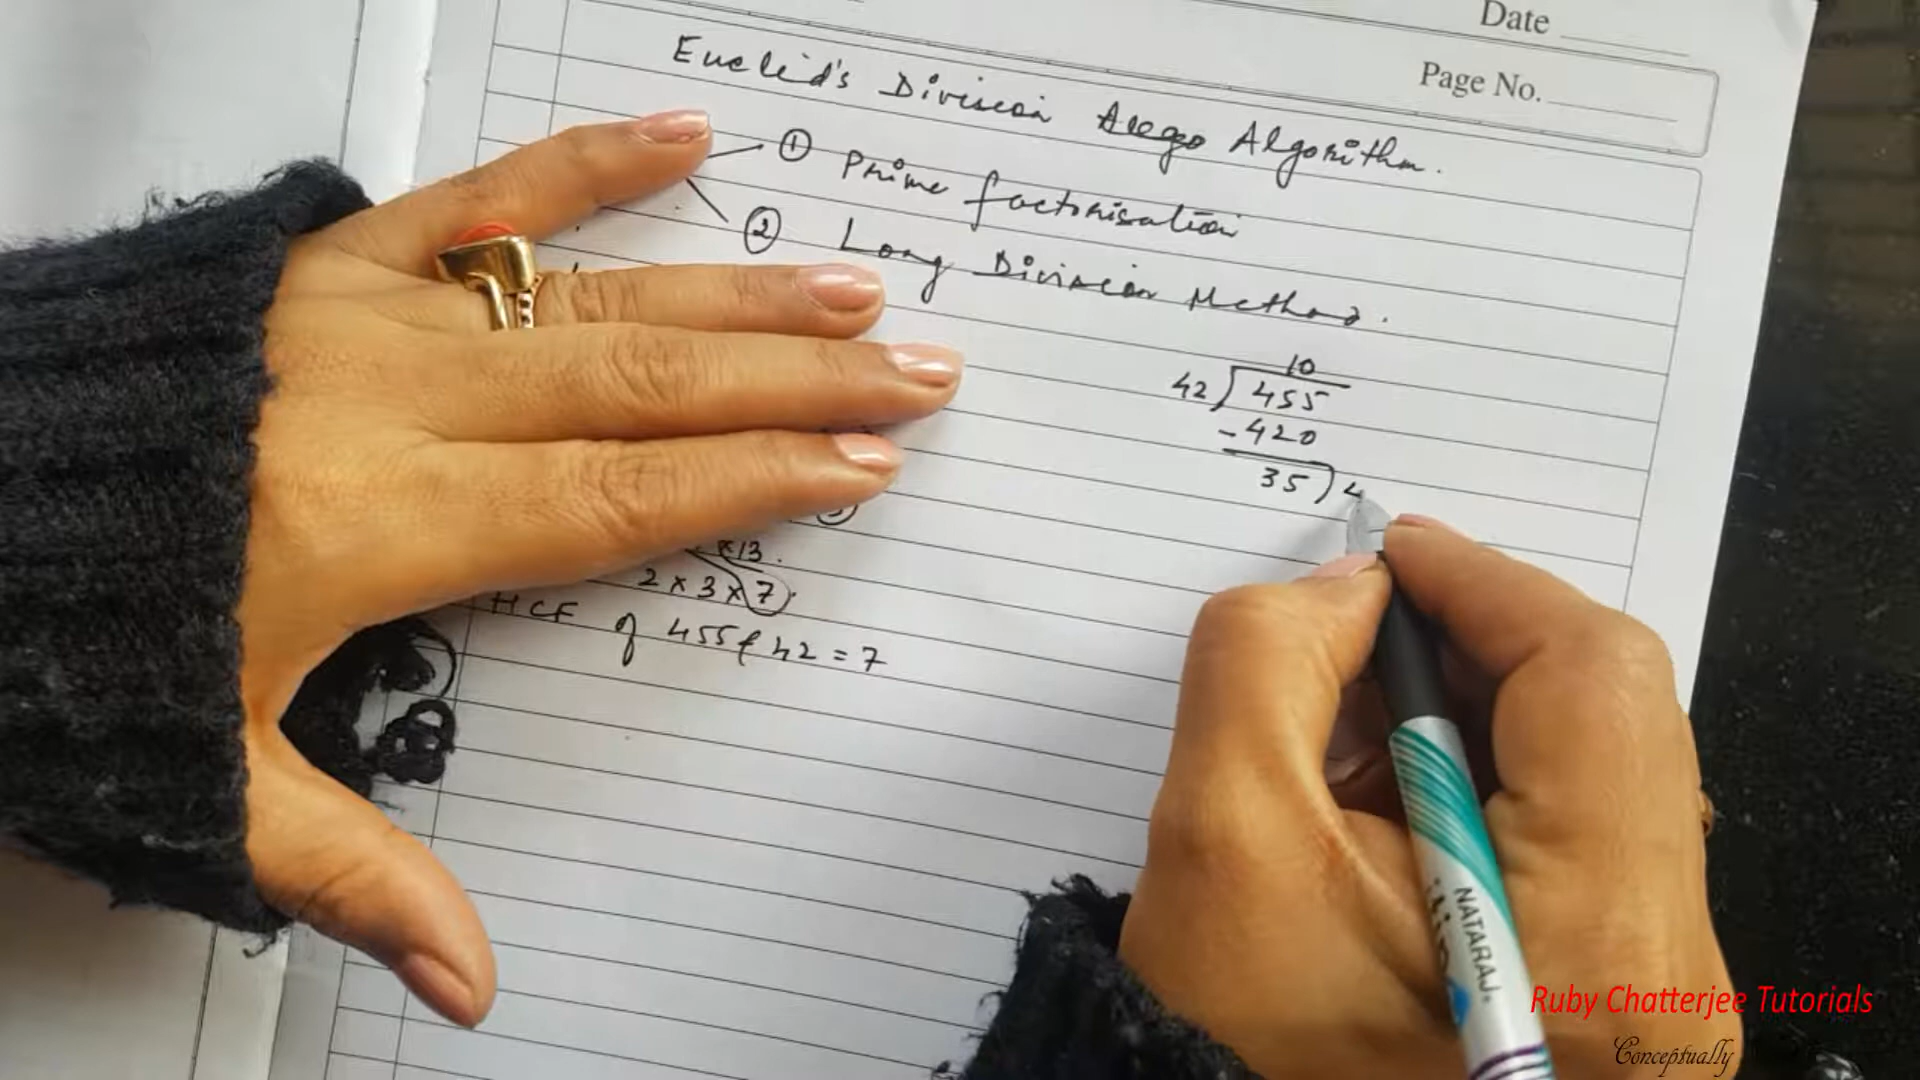 Date
Page No.
Euclid's Division Algorithm.
① Prime factorisation
② Long Division Method.
10
42 ) 455
- 420
35 ) 4
×13.
2 × 3 × 7
HCF of 455 & 42 = 7
NATARAJ
Ruby Chatterjee Tutorials
Conceptually